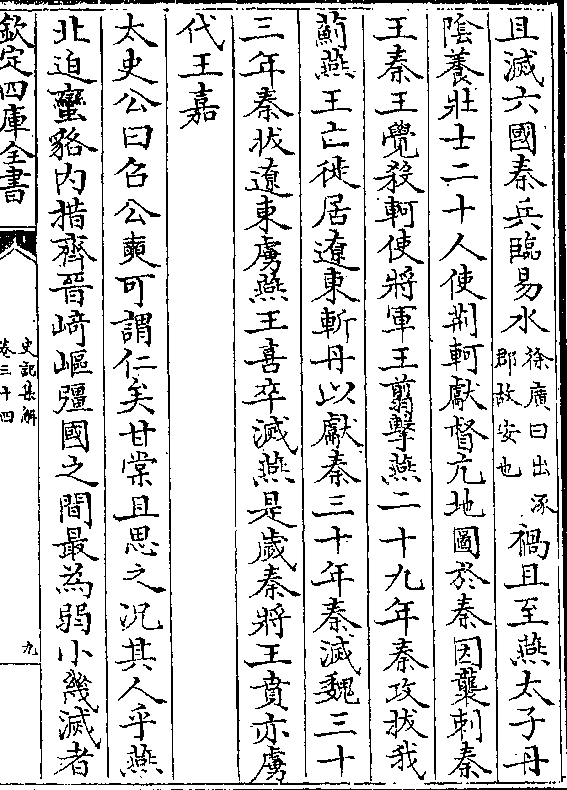 且滅六國秦兵臨易水徐廣曰出涿郡故安也禍且至燕太子丹
陰養壯士二十人使荆軻獻督亢地圖於秦因襲刺秦
王秦王覺殺軻使將軍王翦擊燕二十九年秦攻拔我
薊燕王亡徙居遼東斬丹以獻秦三十年秦滅魏三十
三年秦拔遼東虜燕王喜卒滅燕是歲秦將王賁亦虜
代王嘉
太史公曰召公奭可謂仁矣甘棠且思之况其人乎燕
北迫蠻貉内措齊晉崎嶇彊國之間最為弱小幾滅者
欽定四庫全書
史記集解
卷三十四
九